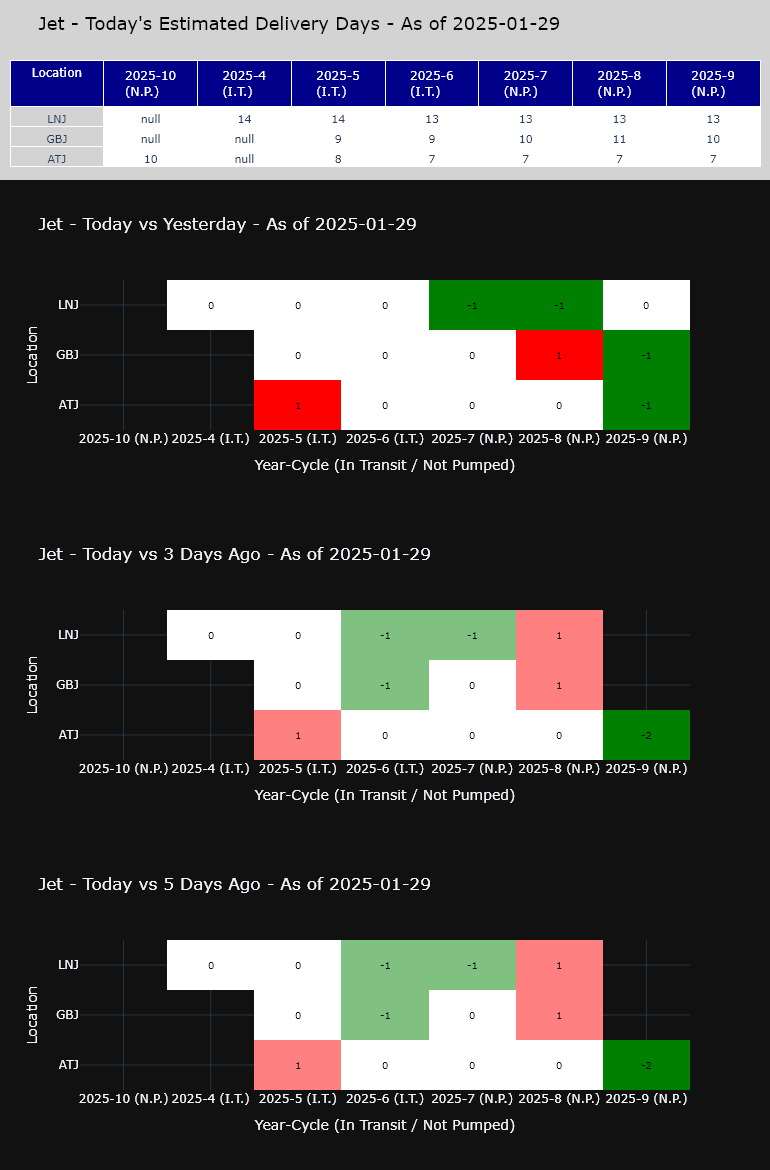 Jet - Today's Estimated Delivery Days - As of 2025-01-29
Location 2025-10 (N.P.) 2025-4 (I.T.) 2025-5 (I.T.) 2025-6 (I.T.) 2025-7 (N.P.) 2025-8 (N.P.) 2025-9 (N.P.)
LNJ null 14 14 13 13 13 13
GBJ null null 9 9 10 11 10
ATJ 10 null 8 7 7 7 7
Jet - Today vs Yesterday - As of 2025-01-29
Location
LNJ 0 0 0 -1 -1 0
GBJ 0 0 0 1 -1
ATJ 1 0 0 0 -1
2025-10 (N.P.) 2025-4 (I.T.) 2025-5 (I.T.) 2025-6 (I.T.) 2025-7 (N.P.) 2025-8 (N.P.) 2025-9 (N.P.)
Year-Cycle (In Transit / Not Pumped)
Jet - Today vs 3 Days Ago - As of 2025-01-29
Location
LNJ 0 0 -1 -1 1
GBJ 0 -1 0 1
ATJ 1 0 0 0 -2
2025-10 (N.P.) 2025-4 (I.T.) 2025-5 (I.T.) 2025-6 (I.T.) 2025-7 (N.P.) 2025-8 (N.P.) 2025-9 (N.P.)
Year-Cycle (In Transit / Not Pumped)
Jet - Today vs 5 Days Ago - As of 2025-01-29
Location
LNJ 0 0 -1 -1 1
GBJ 0 -1 0 1
ATJ 1 0 0 0 -2
2025-10 (N.P.) 2025-4 (I.T.) 2025-5 (I.T.) 2025-6 (I.T.) 2025-7 (N.P.) 2025-8 (N.P.) 2025-9 (N.P.)
Year-Cycle (In Transit / Not Pumped)